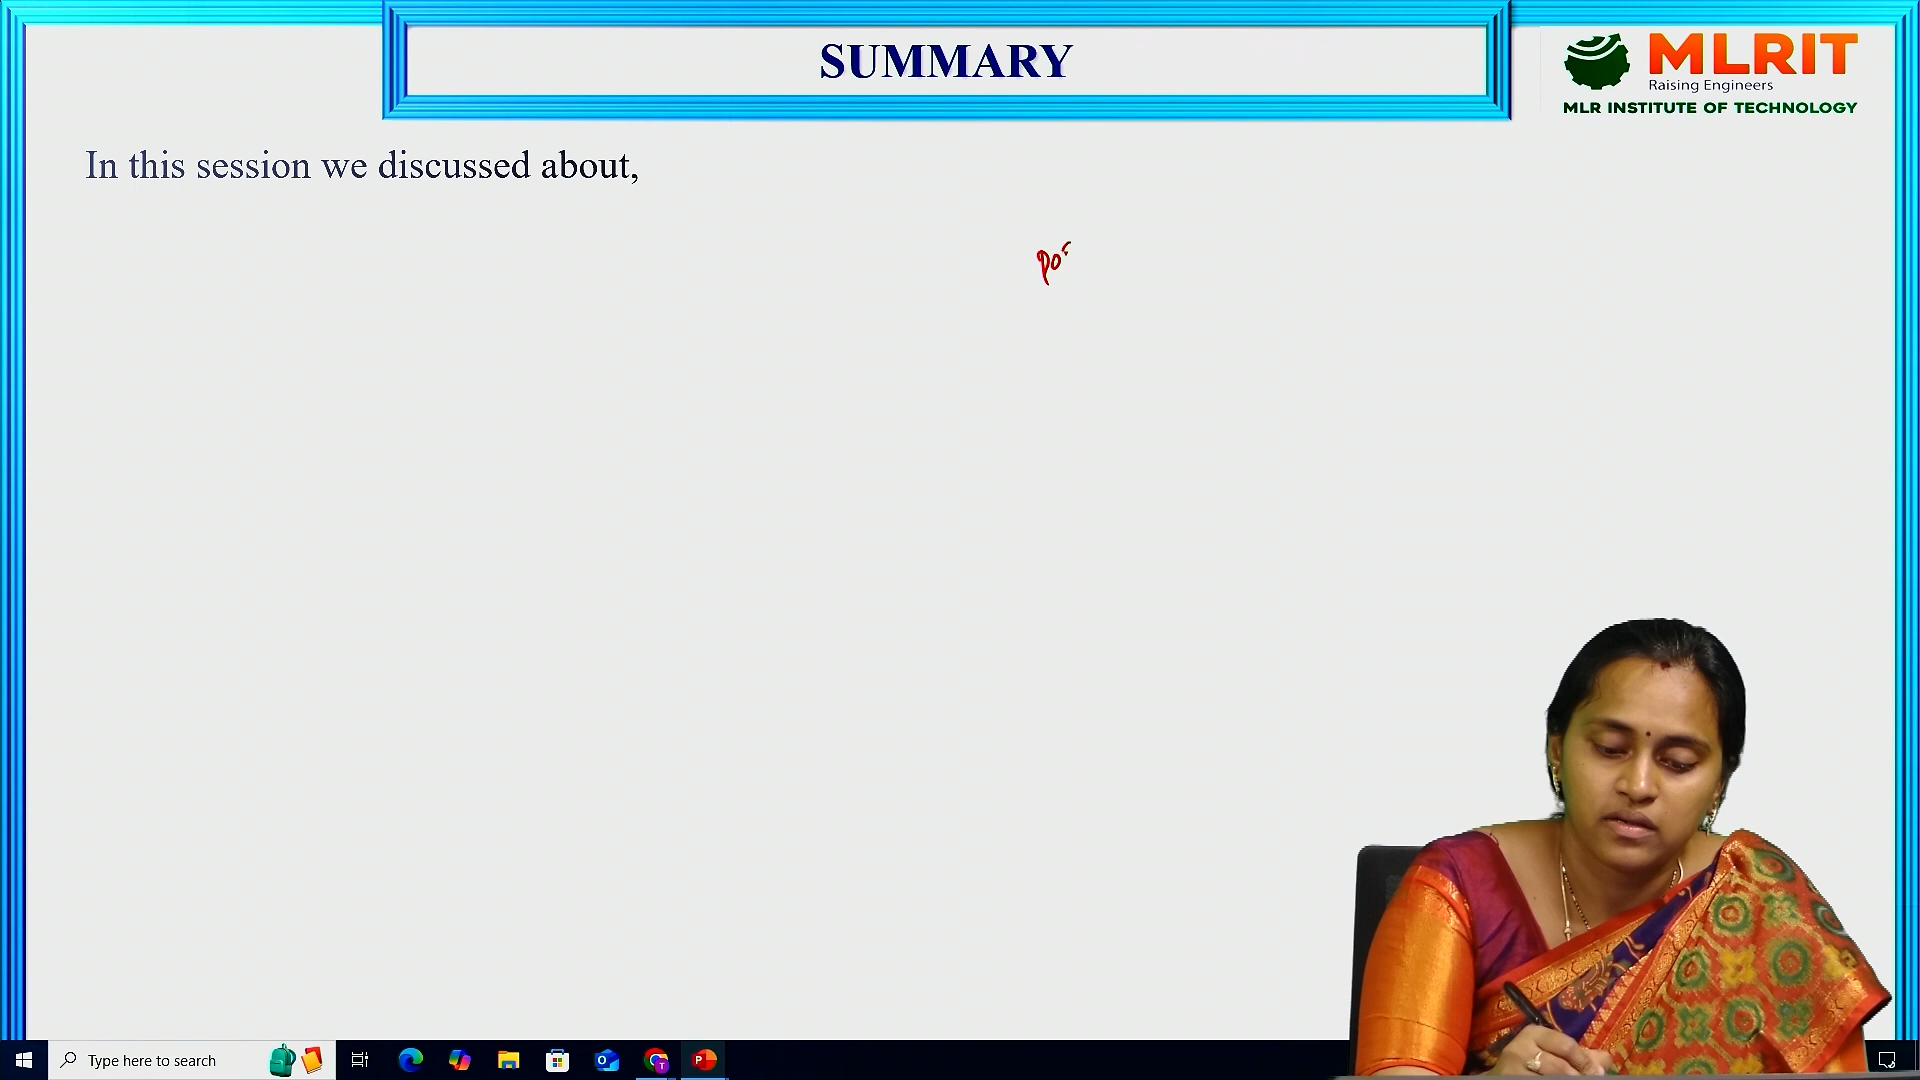 SUMMARY
MLRIT
Raising Engineers
MLR INSTITUTE OF TECHNOLOGY
In this session we discussed about,
Type here to search